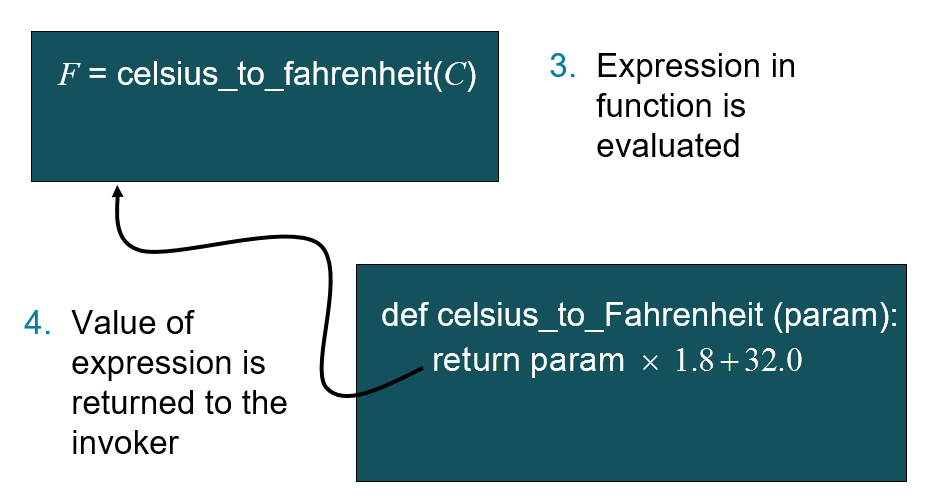 F = celsius_to_fahrenheit(C)
3. Expression in
function is
evaluated
4. Value of
expression is
returned to the
invoker
def celsius_to_Fahrenheit (param):
return param × 1.8+32.0